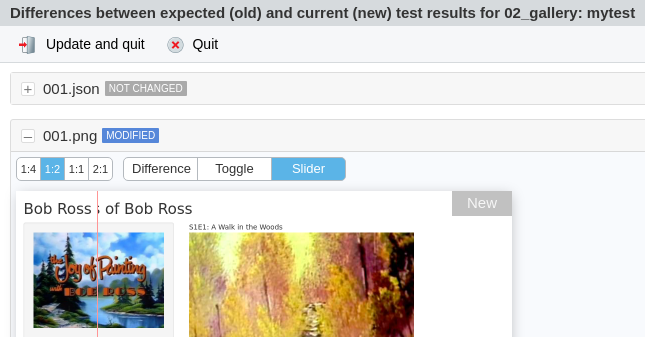 Differences between expected (old) and current (new) test results for 02_gallery: mytest
Update and quit Quit
+ 001.json NOT CHANGED
– 001.png MODIFIED
1:4 1:2 1:1 2:1 Difference Toggle Slider
New
Bob Ross s of Bob Ross
S1E1: A Walk in the Woods
The Joy of Painting
with BOB ROSS